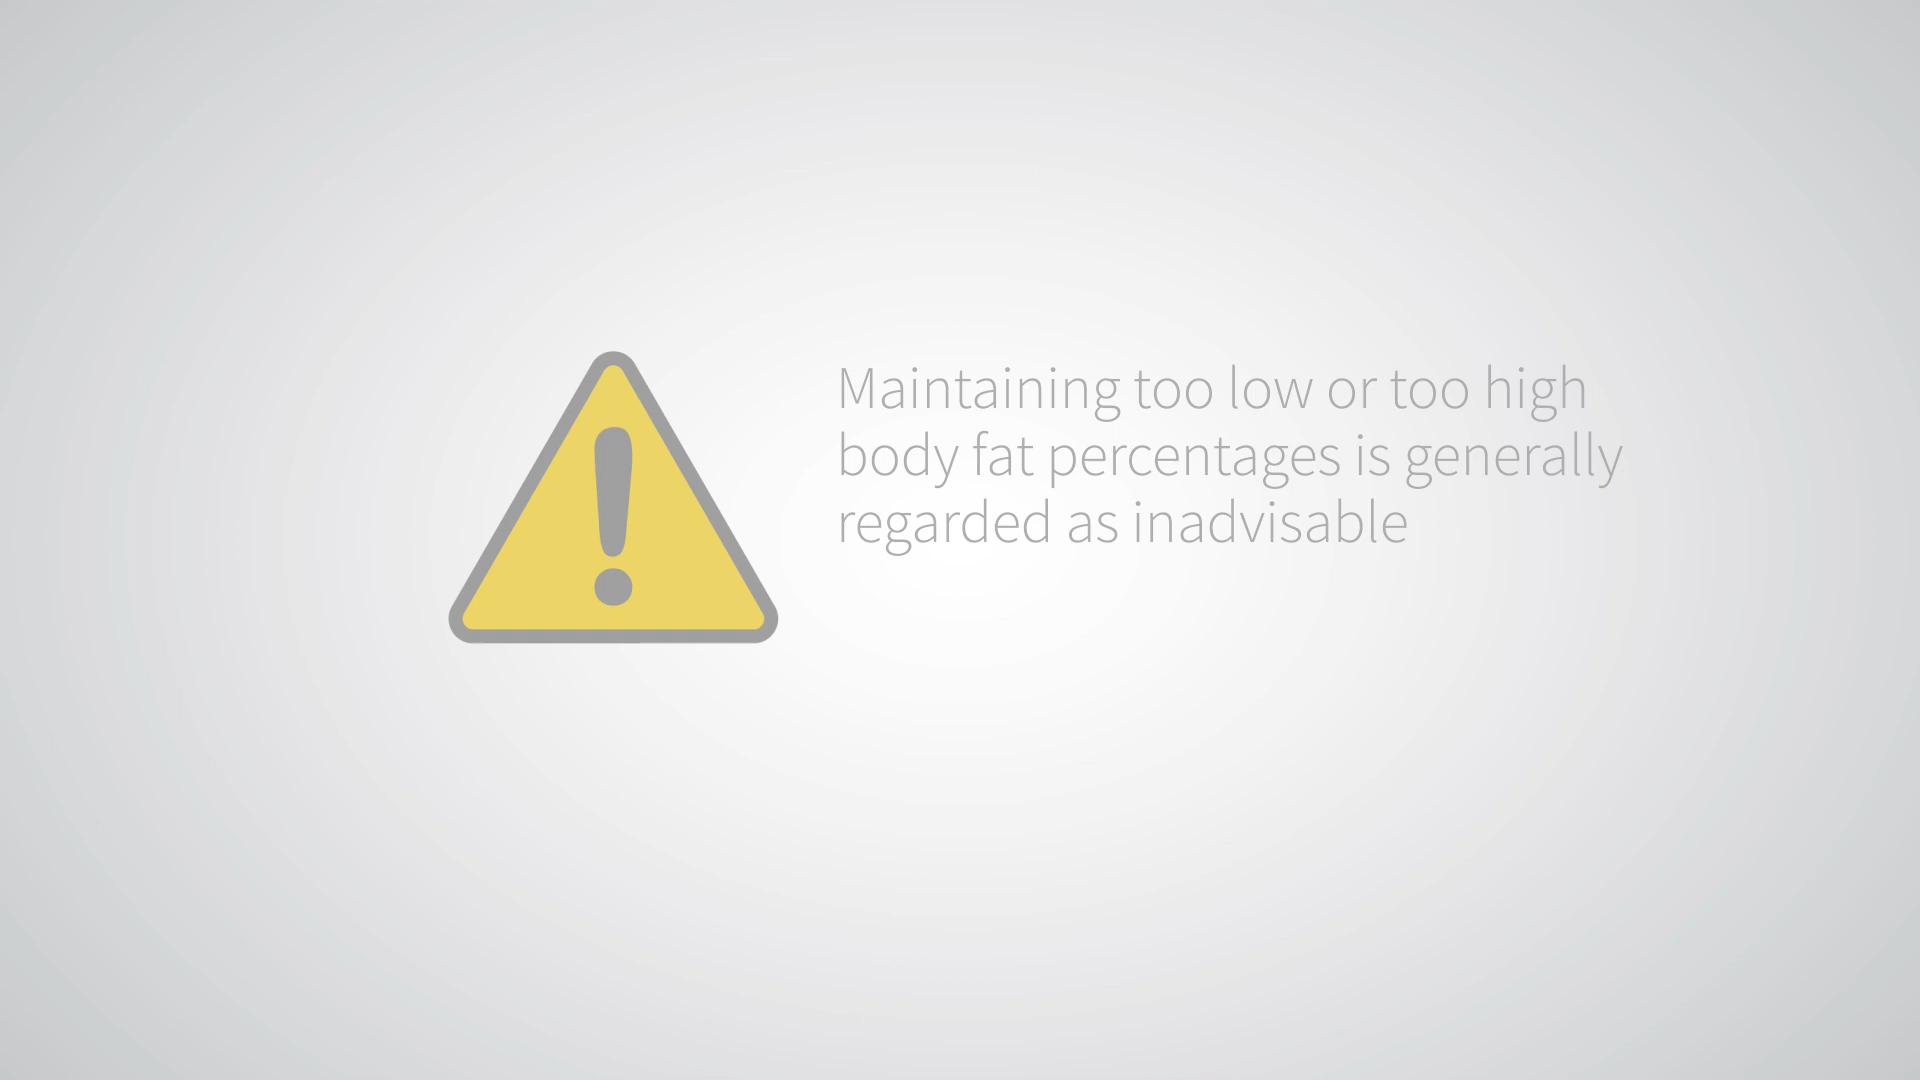 Maintaining too low or too high
body fat percentages is generally
regarded as inadvisable